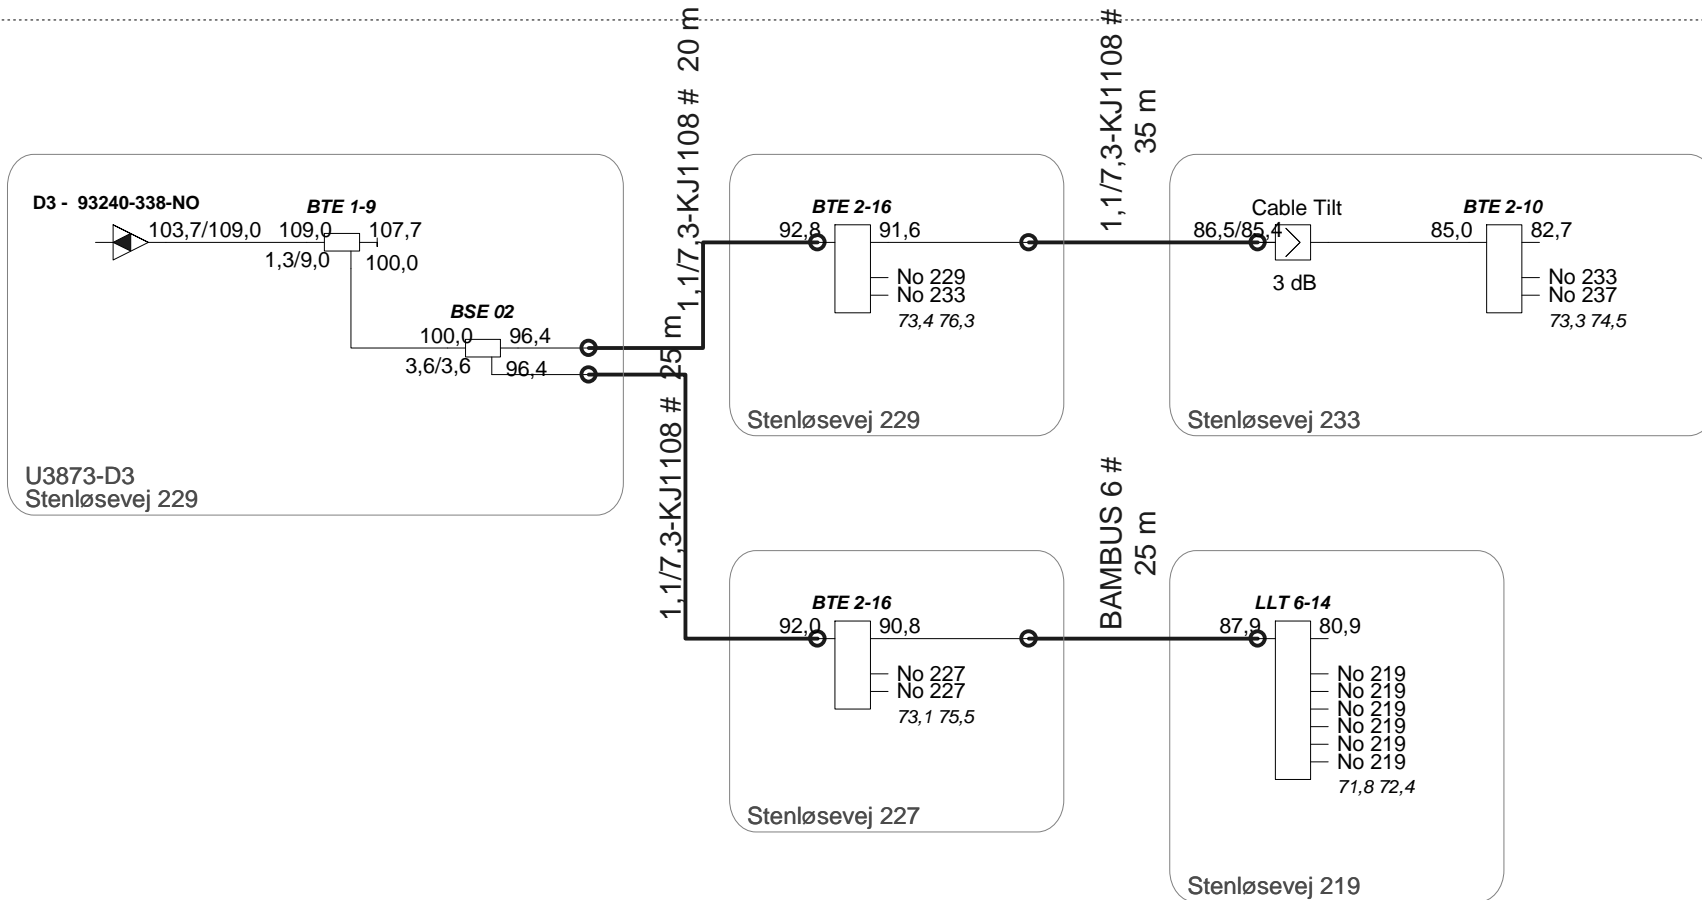 1,1/7,3-KJ1108 # 20 m
1,1/7,3-KJ1108 #
35 m
D3 - 93240-338-NO
103,7/109,0
BTE 1-9
109,0
107,7
1,3/9,0
100,0
BSE 02
100,0
96,4
3,6/3,6
96,4
U3873-D3
Stenløsevej 229
1,1/7,3-KJ1108 # 25 m
BTE 2-16
92,8
91,6
No 229
No 233
73,4 76,3
Stenløsevej 229
Cable Tilt
86,5/85,4
3 dB
BTE 2-10
85,0
82,7
No 233
No 237
73,3 74,5
Stenløsevej 233
BTE 2-16
92,0
90,8
No 227
No 227
73,1 75,5
Stenløsevej 227
BAMBUS 6 #
25 m
LLT 6-14
87,9
80,9
No 219
No 219
No 219
No 219
No 219
No 219
71,8 72,4
Stenløsevej 219